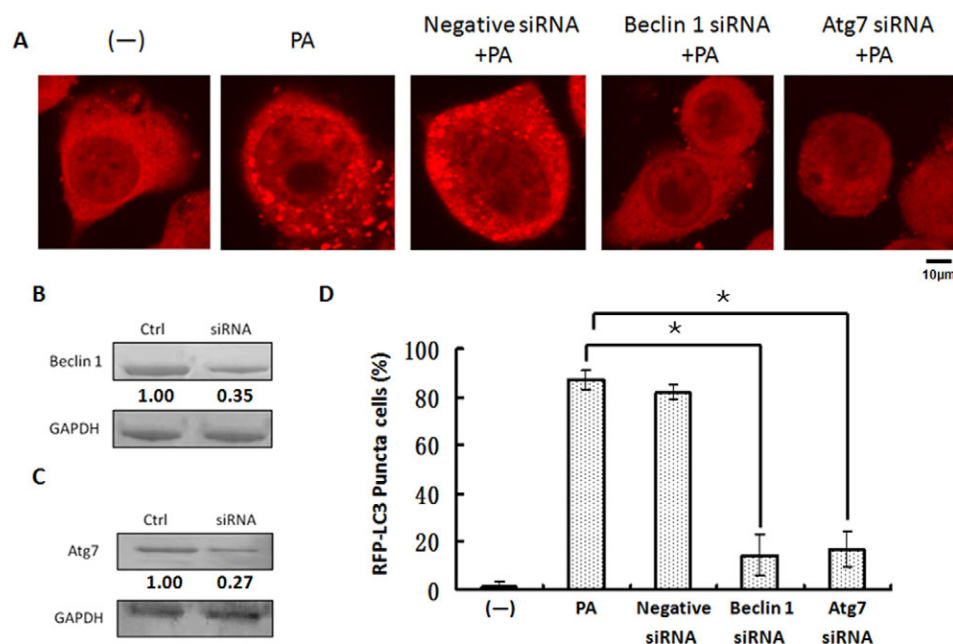 A
(—)
PA
Negative siRNA
+PA
Beclin 1 siRNA
+PA
Atg7 siRNA
+PA
10μm
B
Ctrl siRNA
Beclin 1
1.00 0.35
GAPDH
C
Ctrl siRNA
Atg7
1.00 0.27
GAPDH
D
*
*
RFP-LC3 Puncta cells (%)
100
80
60
40
20
0
(—)
PA
Negative
siRNA
Beclin 1
siRNA
Atg7
siRNA